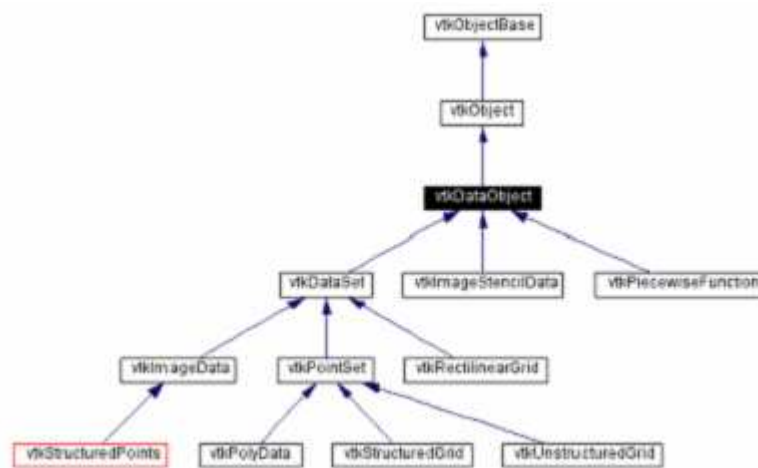 vtkObjectBase
vtkObject
vtkDataObject
vtkDataSet
vtkImageStencilData
vtkPiecewiseFunction
vtkImageData
vtkPointSet
vtkRectilinearGrid
vtkStructuredPoints
vtkPolyData
vtkStructuredGrid
vtkUnstructuredGrid